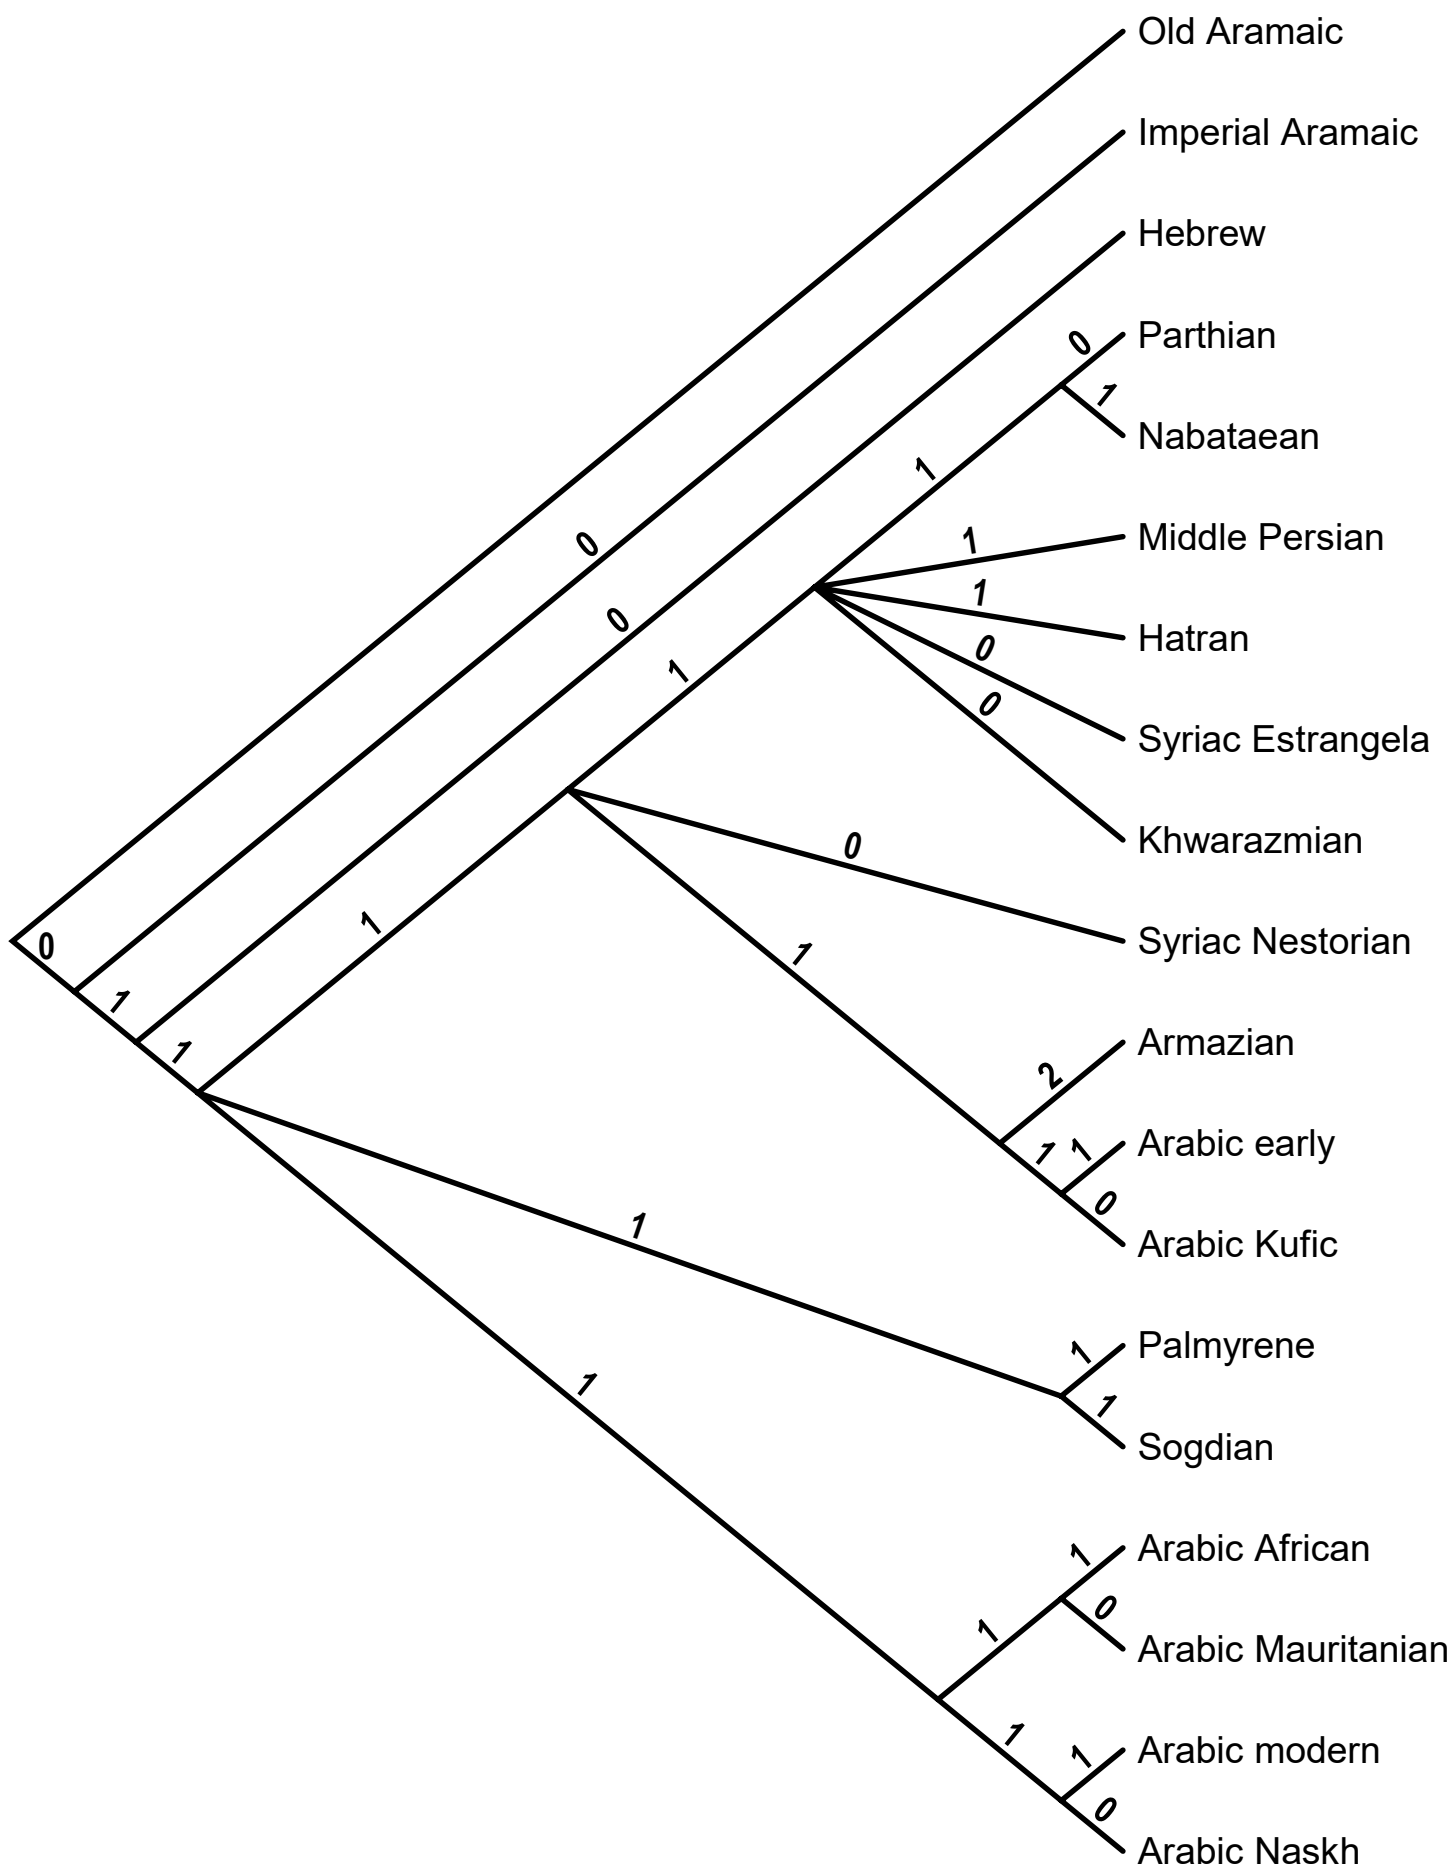 Old Aramaic
Imperial Aramaic
Hebrew
0
Parthian
1
Nabataean
1
1
Middle Persian
0
1
Hatran
0
1
0
Syriac Estrangela
0
Khwarazmian
0
1
0
Syriac Nestorian
1
1
Armazian
2
1
1
1
Arabic early
0
Arabic Kufic
1
1
Palmyrene
1
1
Sogdian
1
Arabic African
0
1
Arabic Mauritanian
1
1
Arabic modern
0
Arabic Naskh